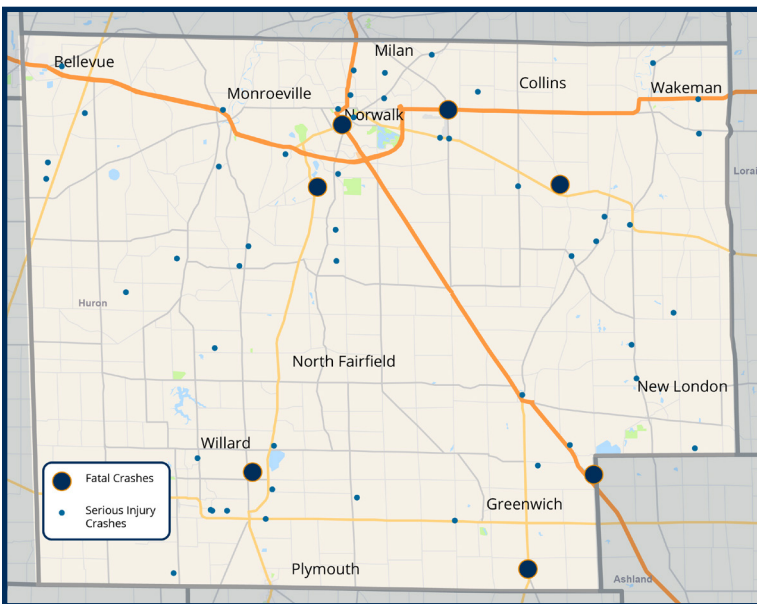 Milan
Bellevue
Collins
Wakeman
Monroeville
Norwalk
Lorai
Huron
North Fairfield
New London
Willard
Fatal Crashes
Serious Injury
Crashes
Greenwich
Plymouth
Ashland